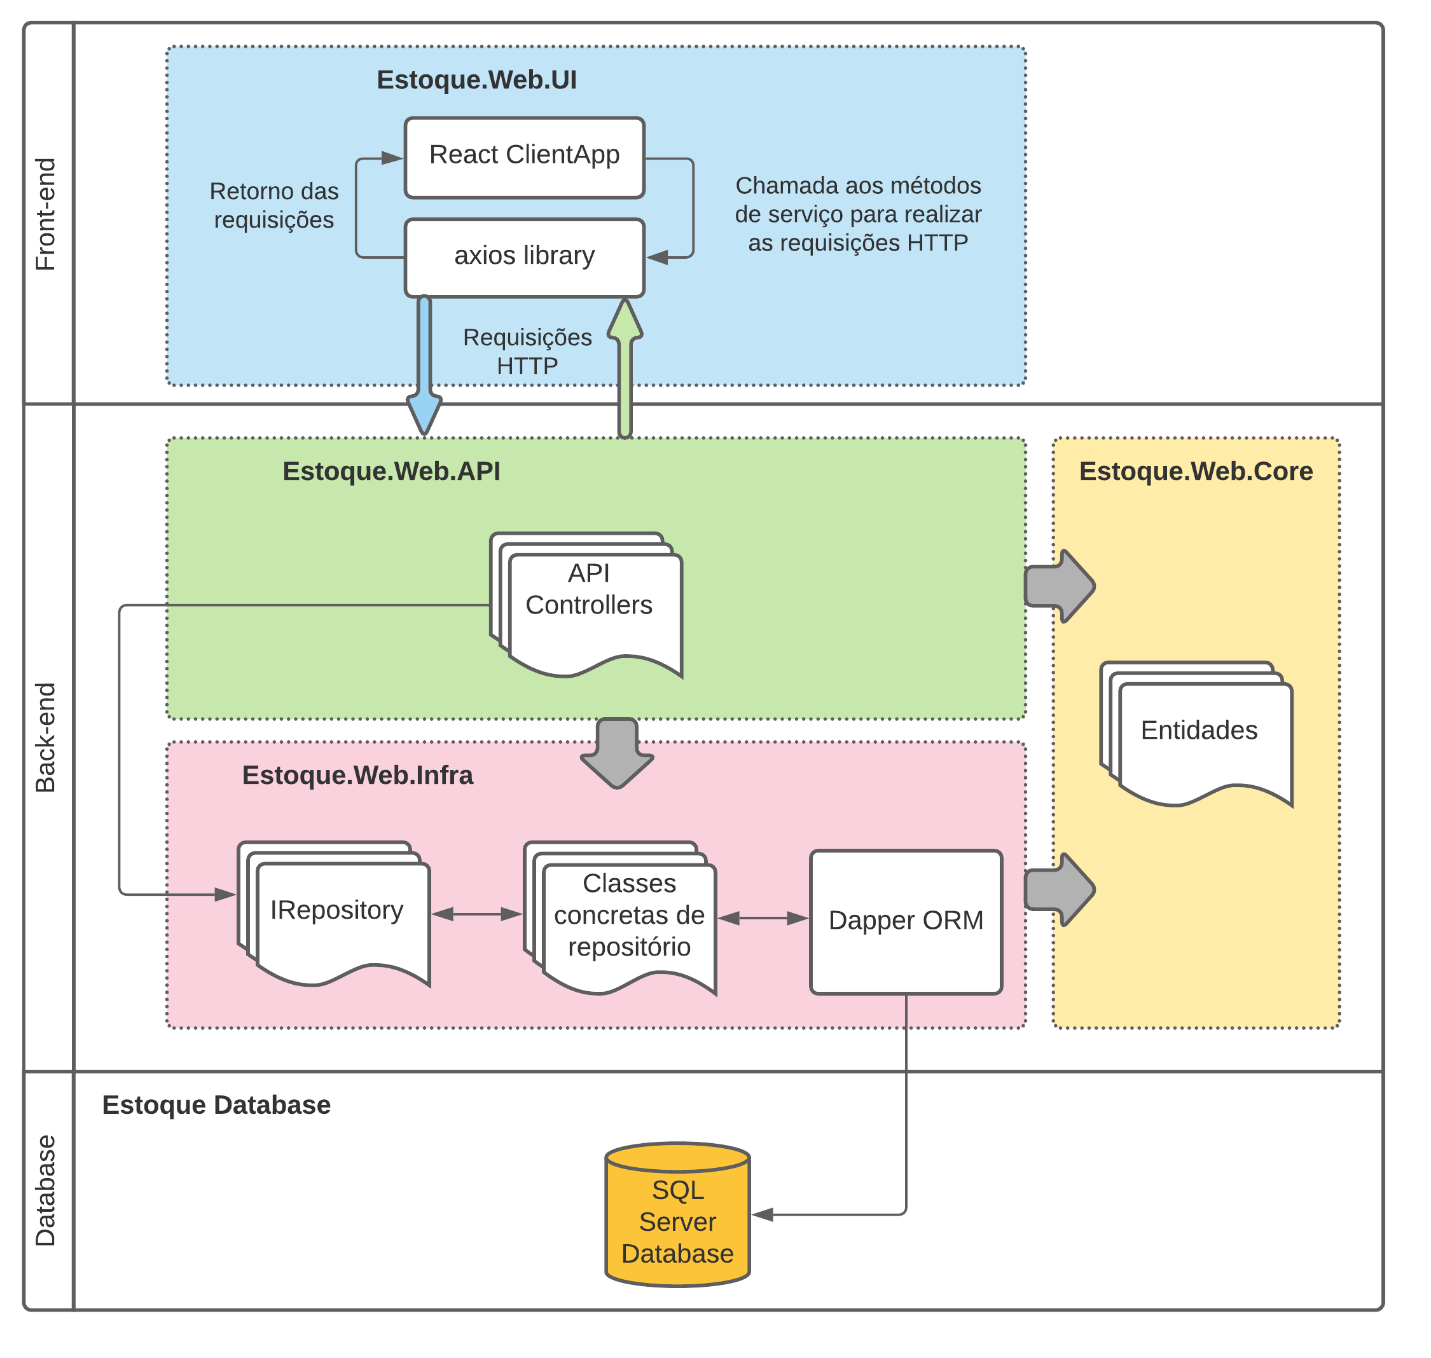 Front-end
Estoque.Web.UI
React ClientApp
Retorno das
requisições
Chamada aos métodos
de serviço para realizar
as requisições HTTP
axios library
Requisições
HTTP
Back-end
Estoque.Web.API
API
Controllers
Estoque.Web.Core
Entidades
Estoque.Web.Infra
IRepository
Classes
concretas de
repositório
Dapper ORM
Database
Estoque Database
SQL
Server
Database